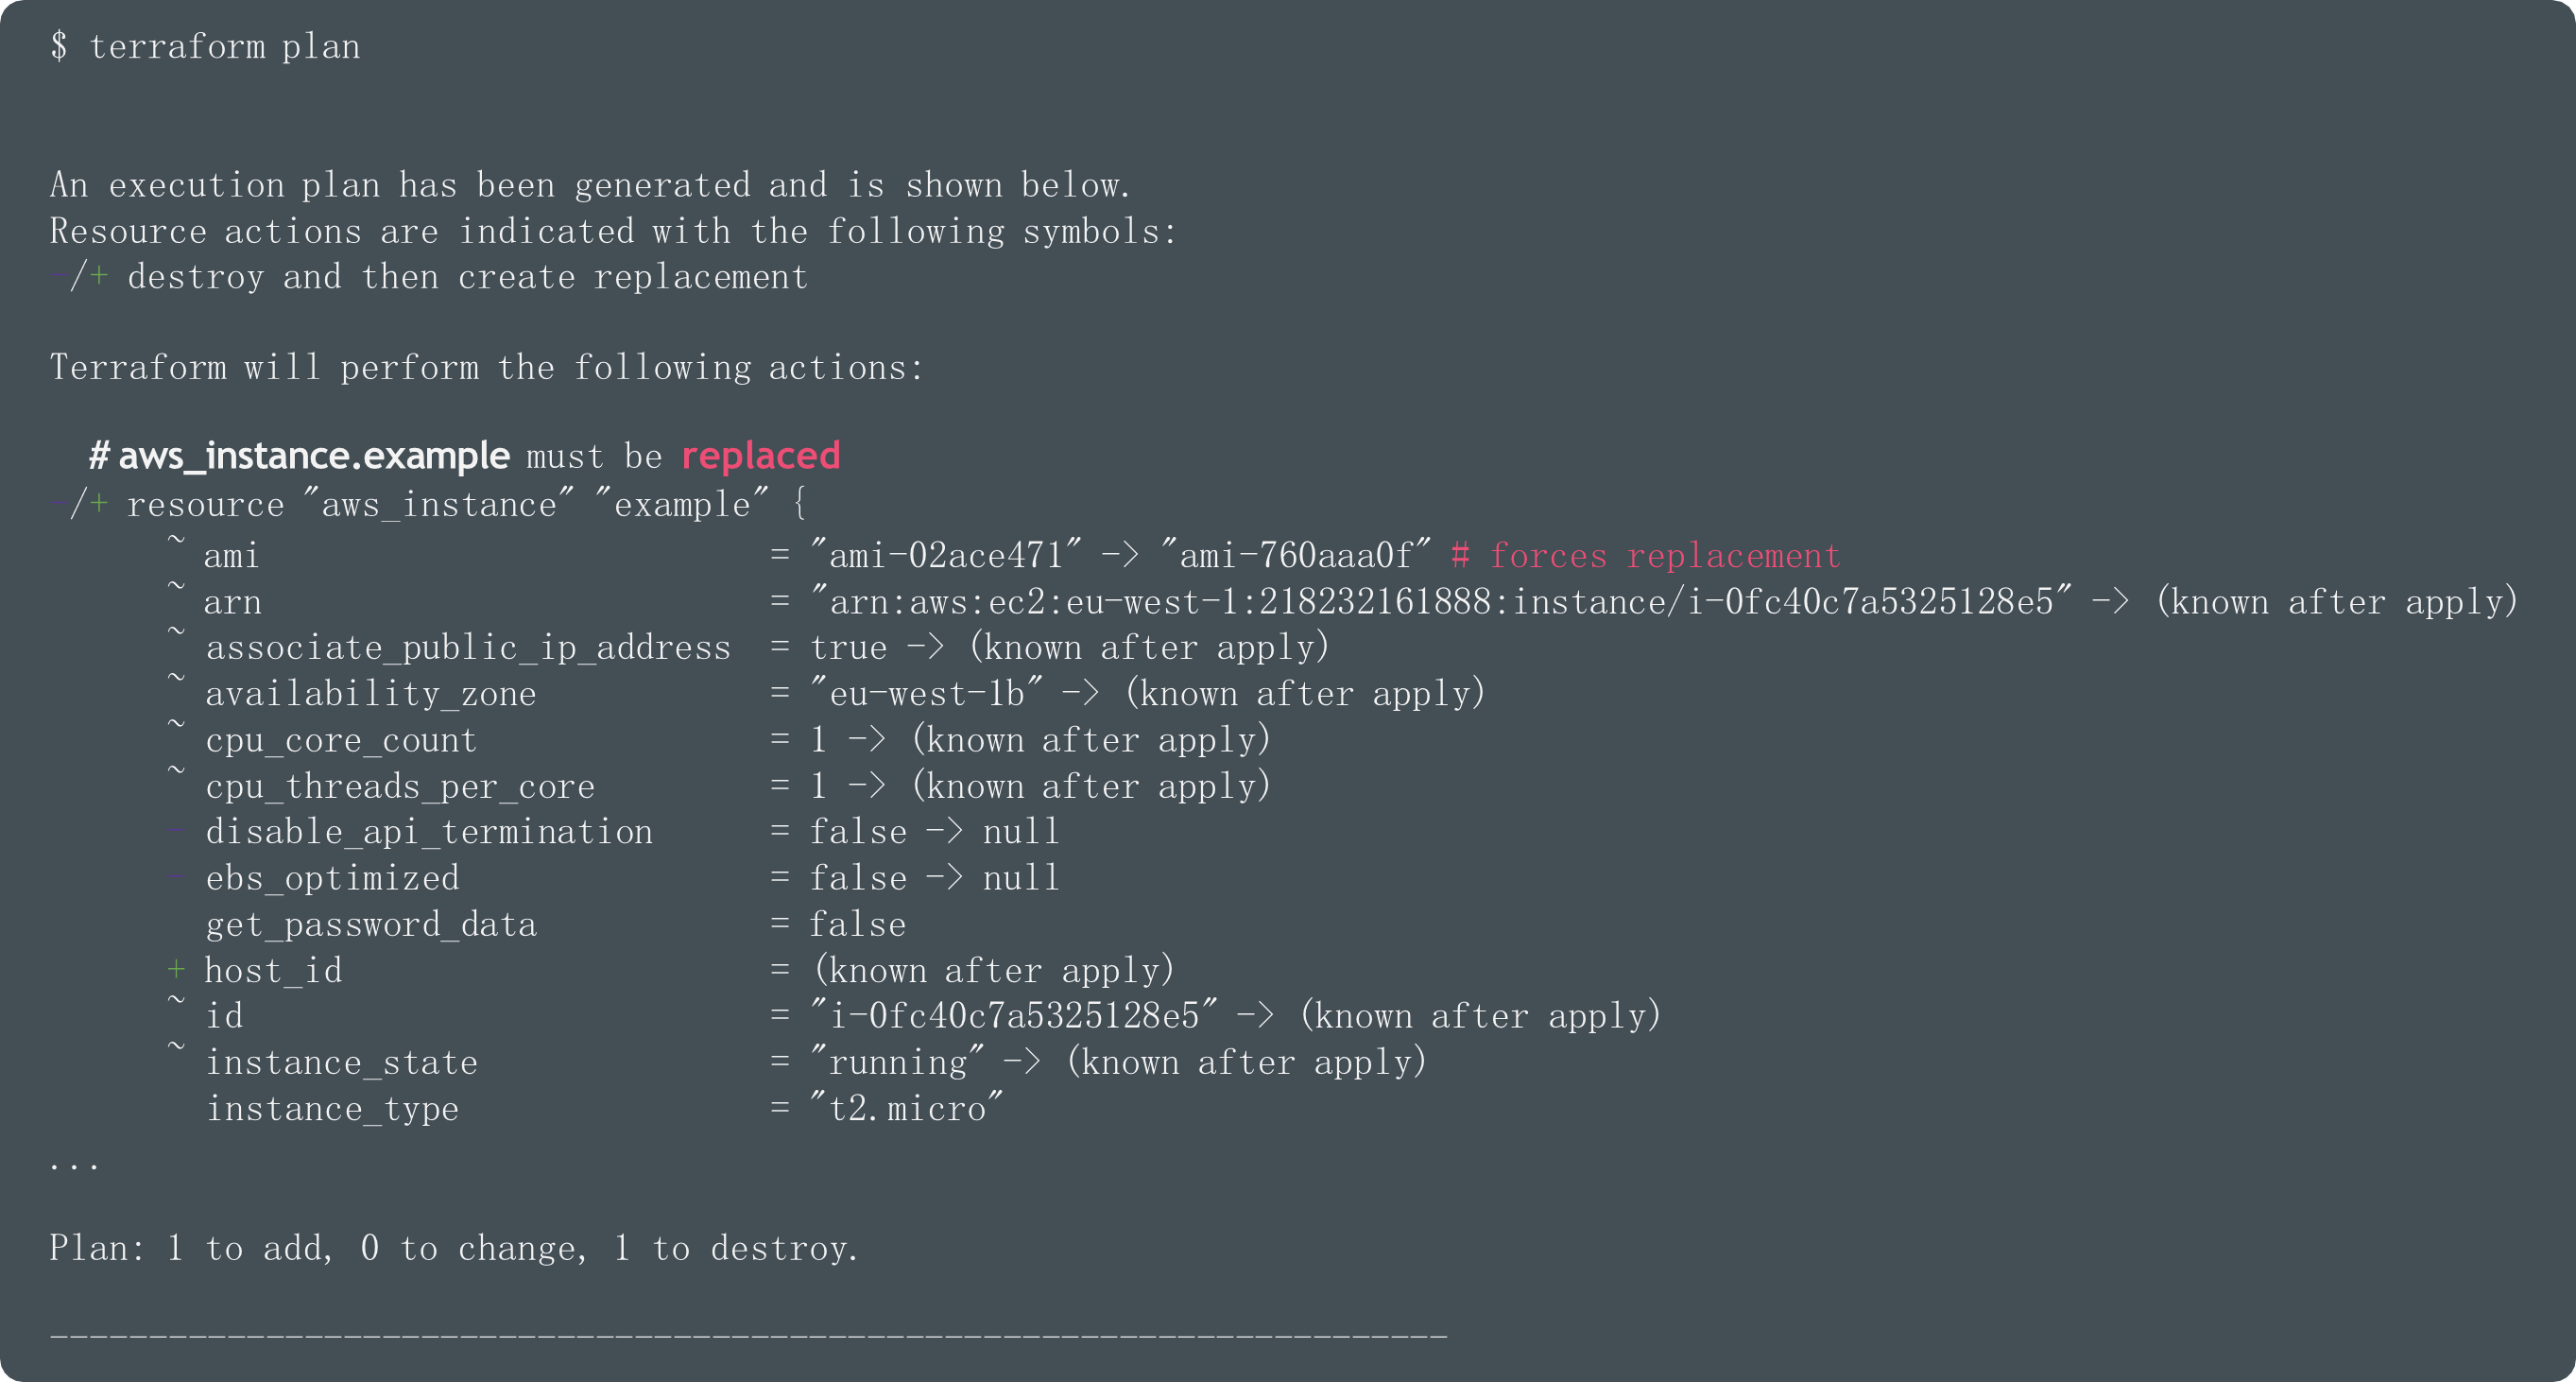 $ terraform plan
An execution plan has been generated and is shown below.
Resource actions are indicated with the following symbols:
-/+ destroy and then create replacement
Terraform will perform the following actions:
# aws_instance.example must be replaced
-/+ resource "aws_instance" "example" {
~ ami = "ami-02ace471" -> "ami-760aaa0f" # forces replacement
~ arn = "arn:aws:ec2:eu-west-1:218232161888:instance/i-0fc40c7a5325128e5" -> (known after apply)
~ associate_public_ip_address = true -> (known after apply)
~ availability_zone = "eu-west-1b" -> (known after apply)
~ cpu_core_count = 1 -> (known after apply)
~ cpu_threads_per_core = 1 -> (known after apply)
- disable_api_termination = false -> null
- ebs_optimized = false -> null
get_password_data = false
+ host_id = (known after apply)
~ id = "i-0fc40c7a5325128e5" -> (known after apply)
~ instance_state = "running" -> (known after apply)
instance_type = "t2.micro"
...
Plan: 1 to add, 0 to change, 1 to destroy.
------------------------------------------------------------------------